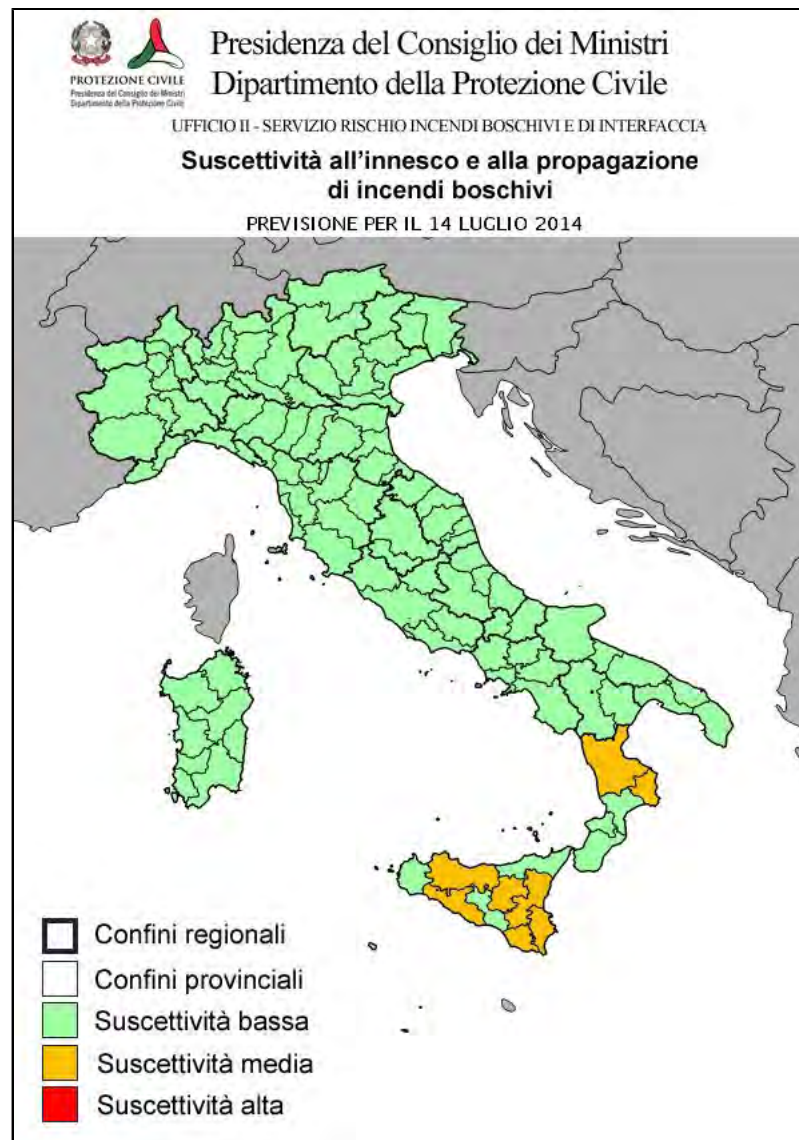 Presidenza del Consiglio dei Ministri
Dipartimento della Protezione Civile
PROTEZIONE CIVILE
Presidenza del Consiglio dei Ministri
Dipartimento della Protezione Civile
UFFICIO II - SERVIZIO RISCHIO INCENDI BOSCHIVI E DI INTERFACCIA
Suscettività all'innesco e alla propagazione
di incendi boschivi
PREVISIONE PER IL 14 LUGLIO 2014
Confini regionali
Confini provinciali
Suscettività bassa
Suscettività media
Suscettività alta